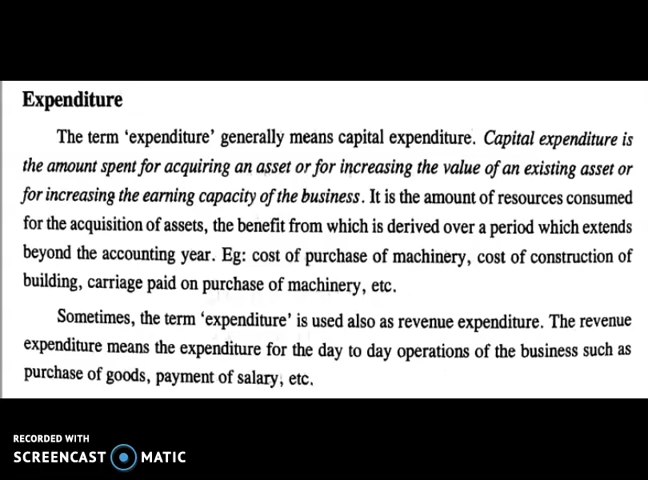 Expenditure
The term ‘expenditure’ generally means capital expenditure. Capital expenditure is
the amount spent for acquiring an asset or for increasing the value of an existing asset or
for increasing the earning capacity of the business. It is the amount of resources consumed
for the acquisition of assets, the benefit from which is derived over a period which extends
beyond the accounting year. Eg: cost of purchase of machinery, cost of construction of
building, carriage paid on purchase of machinery, etc.
Sometimes, the term ‘expenditure’ is used also as revenue expenditure. The revenue
expenditure means the expenditure for the day to day operations of the business such as
purchase of goods, payment of salary, etc.
RECORDED WITH
SCREENCAST MATIC